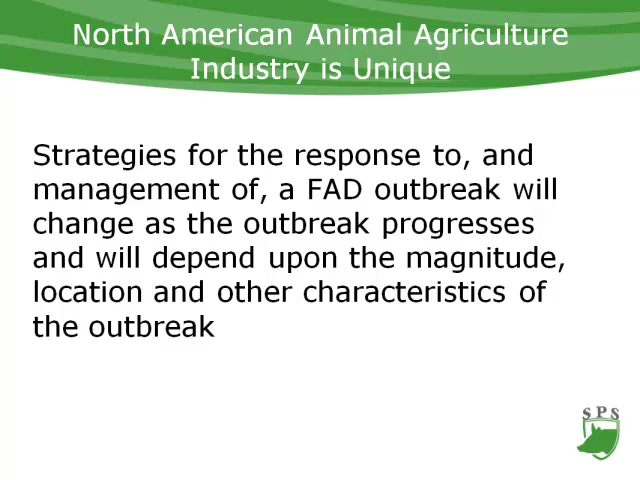 North American Animal Agriculture
Industry is Unique
Strategies for the response to, and
management of, a FAD outbreak will
change as the outbreak progresses
and will depend upon the magnitude,
location and other characteristics of
the outbreak
SPS